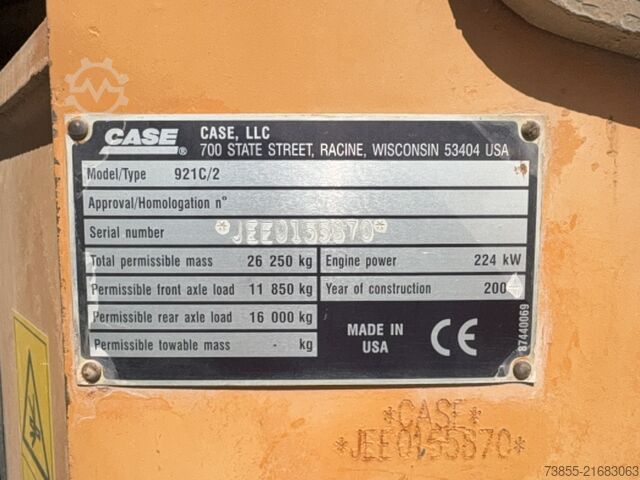 CASE® CASE, LLC
700 STATE STREET, RACINE, WISCONSIN 53404 USA
Model/Type 921C/2
Approval/Homologation n°
Serial number *JEE0155870*
Total permissible mass 26 250 kg Engine power 224 kW
Permissible front axle load 11 850 kg Year of construction 200
Permissible rear axle load 16 000 kg
Permissible towable mass - kg
MADE IN
USA
CE
87440069
*CASE*
*JEE0155870*
73855-21683063